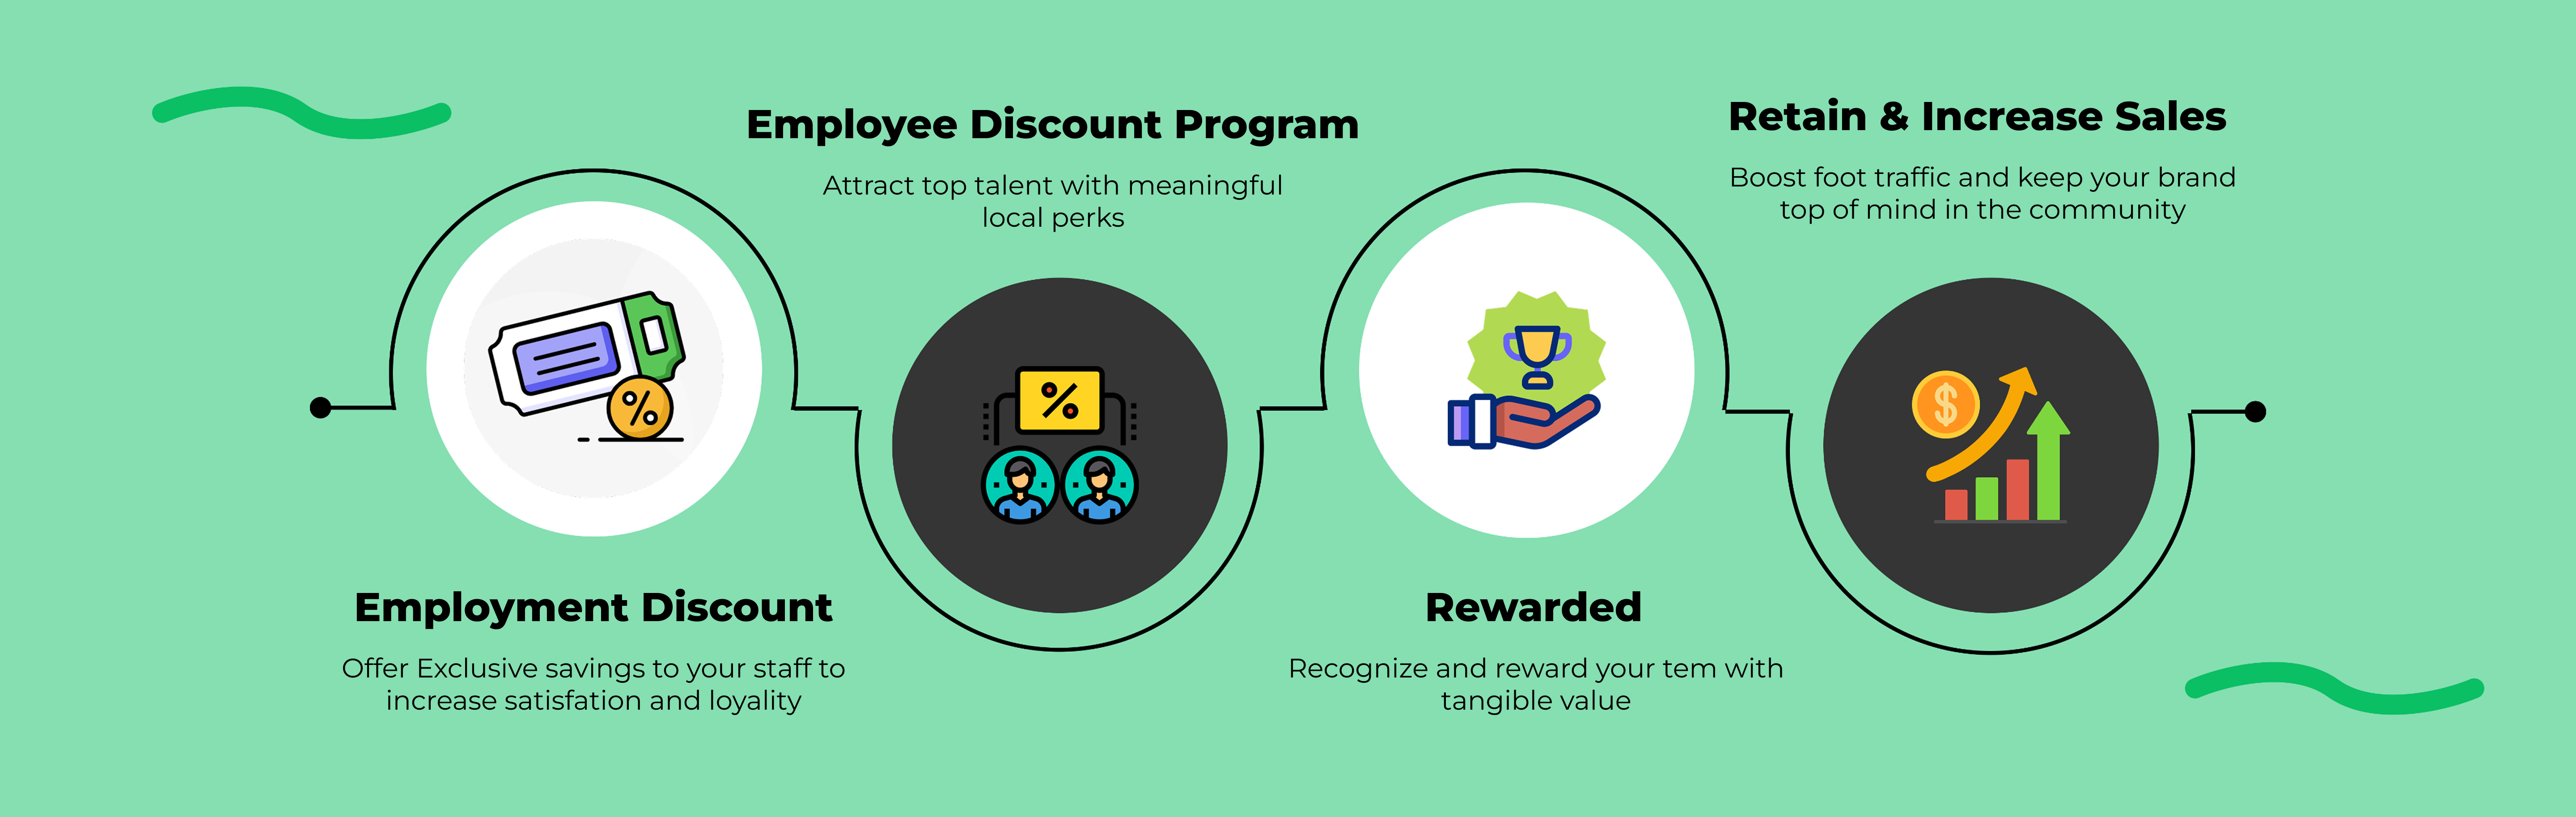 Employment Discount
Offer Exclusive savings to your staff to
increase satisfation and loyality
Employee Discount Program
Attract top talent with meaningful
local perks
Rewarded
Recognize and reward your tem with
tangible value
Retain & Increase Sales
Boost foot traffic and keep your brand
top of mind in the community